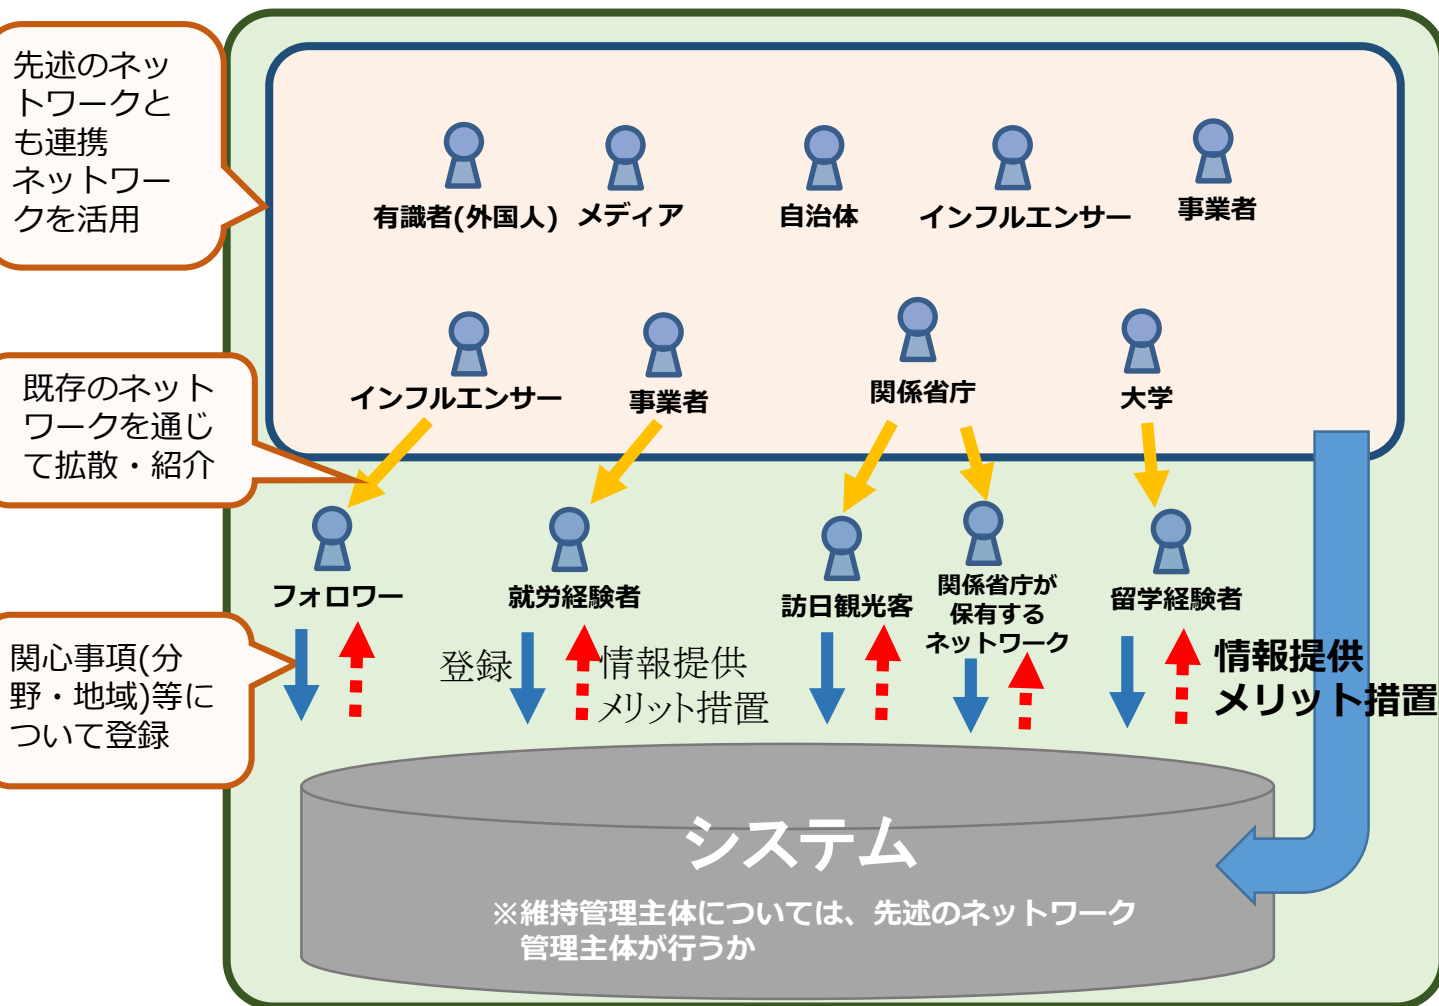 先述のネッ
トワークと
も連携
ネットワー
クを活用
有識者(外国人)
メディア
自治体
インフルエンサー
事業者
インフルエンサー
事業者
関係省庁
大学
既存のネット
ワークを通じ
て拡散・紹介
フォロワー
就労経験者
訪日観光客
関係省庁が
保有する
ネットワーク
留学経験者
関心事項(分
野・地域)等に
ついて登録
登録
情報提供
メリット措置
情報提供
メリット措置
システム
※維持管理主体については、先述のネットワーク
管理主体が行うか